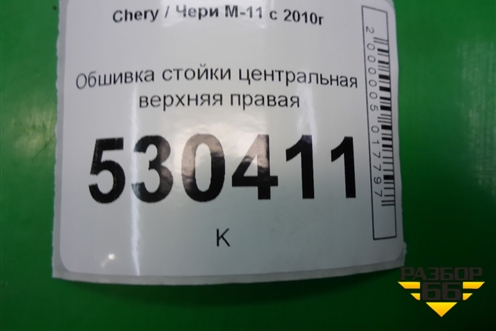 Chery / Чери М-11 с 2010г
Обшивка стойки центральная
верхняя правая
530411
К
2000005017797
РАЗБОР
66